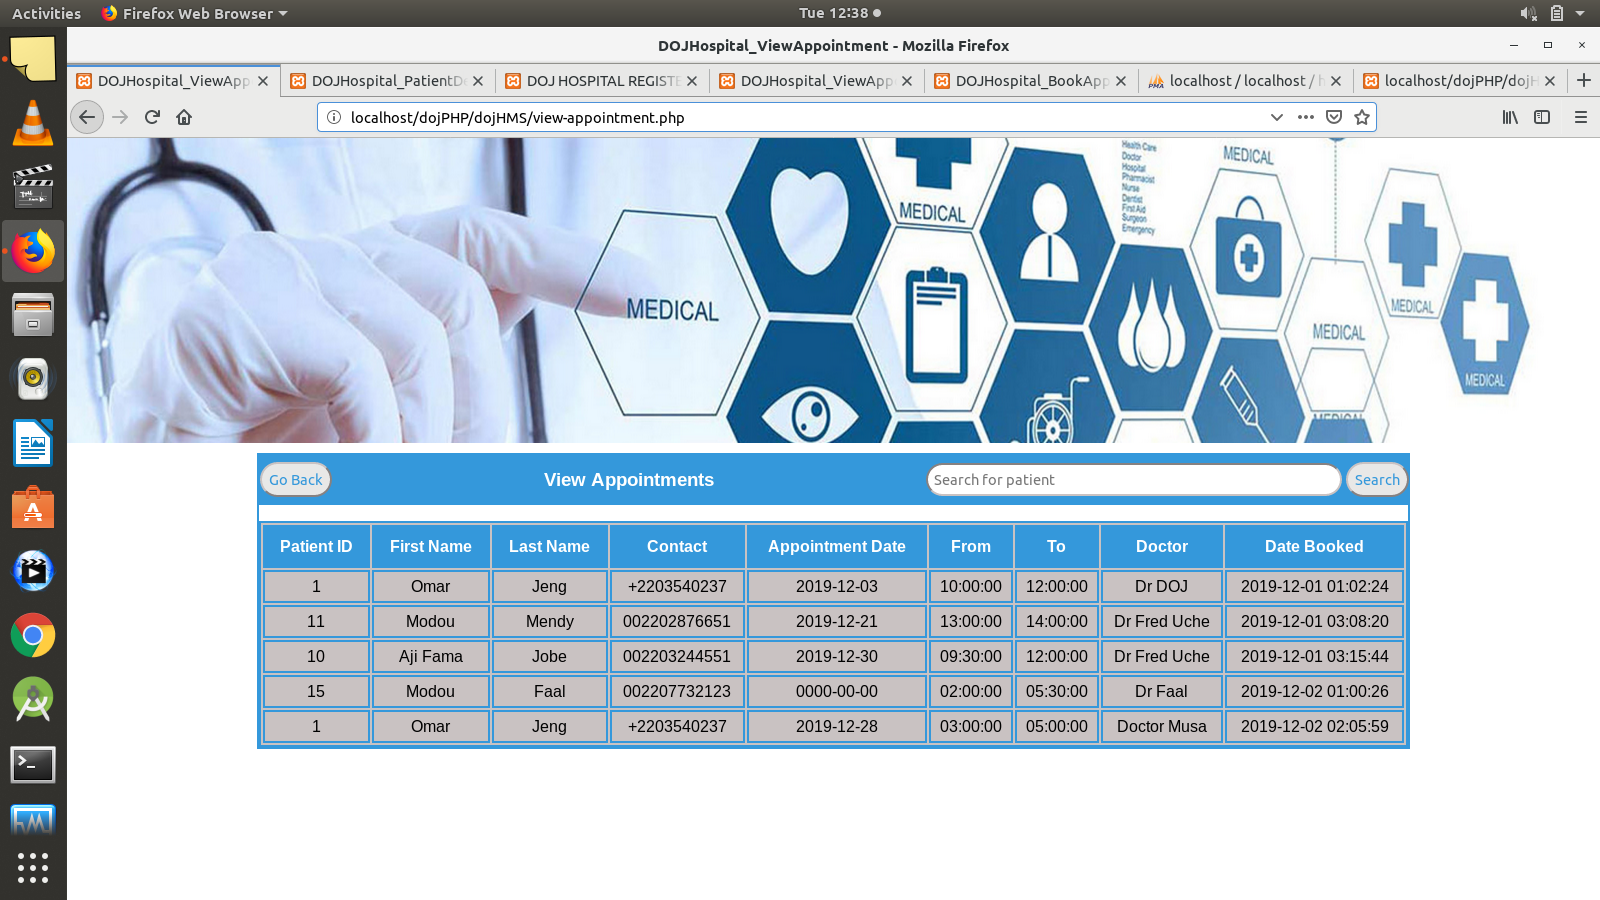 Activities Firefox Web Browser Tue 12:38
DOJHospital_ViewAppointment - Mozilla Firefox
DOJHospital_ViewApp DOJHospital_PatientDe DOJ HOSPITAL REGISTE DOJHospital_ViewApp DOJHospital_BookApp localhost / localhost / h localhost/dojPHP/dojH
localhost/dojPHP/dojHMS/view-appointment.php
Health Care
Doctor
Hospital
Pharmacist
Nurse
Dentist
First Aid
Surgeon
Emergency
MEDICAL
MEDICAL
MEDICAL
MEDICAL
MEDICAL
MEDICAL
MEDICAL
Go Back View Appointments Search for patient Search
Patient ID First Name Last Name Contact Appointment Date From To Doctor Date Booked
1 Omar Jeng +2203540237 2019-12-03 10:00:00 12:00:00 Dr DOJ 2019-12-01 01:02:24
11 Modou Mendy 002202876651 2019-12-21 13:00:00 14:00:00 Dr Fred Uche 2019-12-01 03:08:20
10 Aji Fama Jobe 002203244551 2019-12-30 09:30:00 12:00:00 Dr Fred Uche 2019-12-01 03:15:44
15 Modou Faal 002207732123 0000-00-00 02:00:00 05:30:00 Dr Faal 2019-12-02 01:00:26
1 Omar Jeng +2203540237 2019-12-28 03:00:00 05:00:00 Doctor Musa 2019-12-02 02:05:59